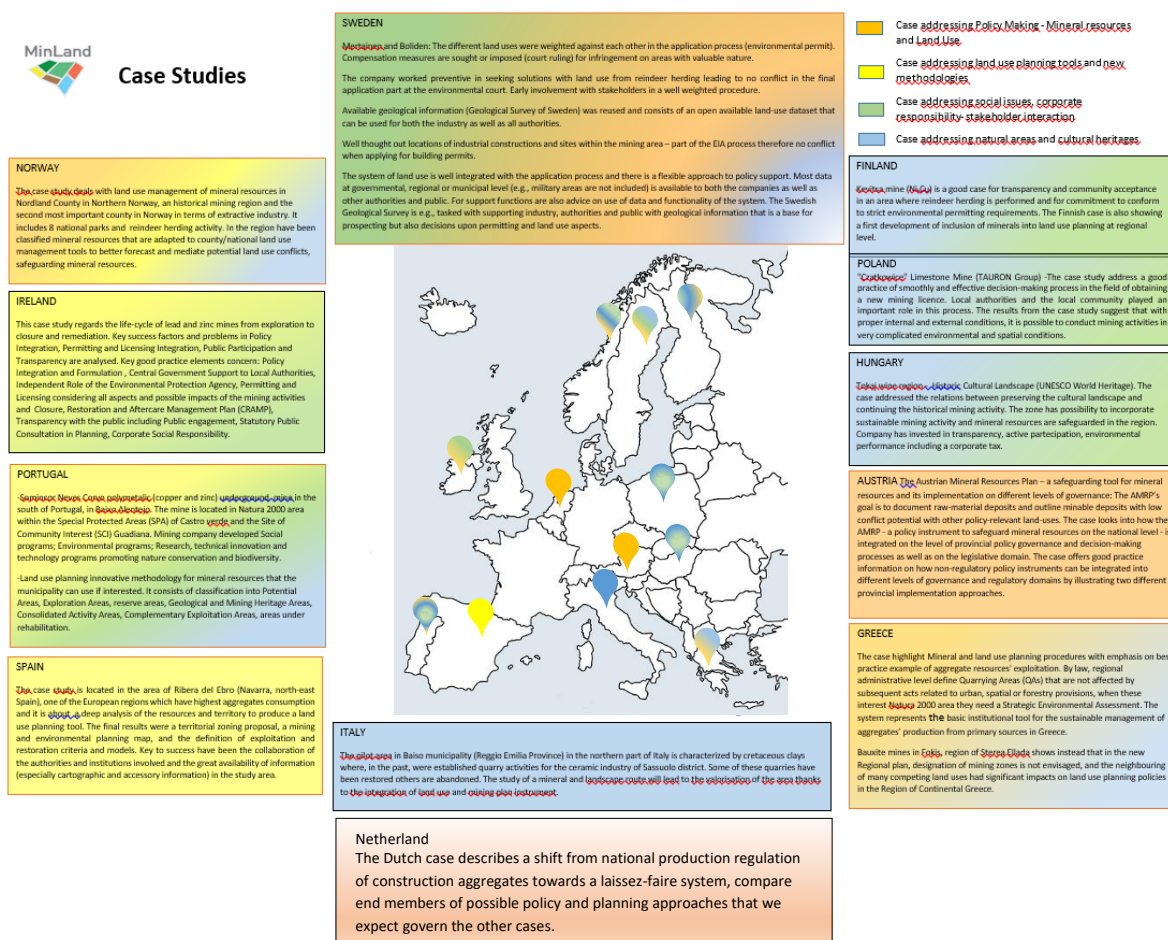 MinLand
Case Studies
SWEDEN
Mertainen and Boliden: The different land uses were weighted against each other in the application process (environmental permit).
Compensation measures are sought or imposed (court ruling) for infringement on areas with valuable nature.
The company worked preventive in seeking solutions with land use from reindeer herding leading to no conflict in the final
application part at the environmental court. Early involvement with stakeholders in a well weighted procedure.
Available geological information (Geological Survey of Sweden) was reused and consists of an open available land-use dataset that
can be used for both the industry as well as all authorities.
Well thought out locations of industrial constructions and sites within the mining area – part of the EIA process therefore no conflict
when applying for building permits.
The system of land use is well integrated with the application process and there is a flexible approach to policy support. Most data
at governmental, regional or municipal level (e.g., military areas are not included) is available to both the companies as well as
other authorities and public. For support functions are also advice on use of data and functionality of the system. The Swedish
Geological Survey is e.g., tasked with supporting industry, authorities and public with geological information that is a base for
prospecting but also decisions upon permitting and land use aspects.
Case addressing Policy Making - Mineral resources
and Land Use
Case addressing land use planning tools and new
methodologies
Case addressing social issues, corporate
responsibility- stakeholder interaction
Case addressing natural areas and cultural heritages
NORWAY
The case study deals with land use management of mineral resources in
Nordland County in Northern Norway, an historical mining region and the
second most important county in Norway in terms of extractive industry. It
includes 8 national parks and reindeer herding activity. In the region have been
classified mineral resources that are adapted to county/national land use
management tools to better forecast and mediate potential land use conflicts,
safeguarding mineral resources.
IRELAND
This case study regards the life-cycle of lead and zinc mines from exploration to
closure and remediation. Key success factors and problems in Policy
Integration, Permitting and Licensing Integration, Public Participation and
Transparency are analysed. Key good practice elements concern: Policy
Integration and Formulation , Central Government Support to Local Authorities,
Independent Role of the Environmental Protection Agency, Permitting and
Licensing considering all aspects and possible impacts of the mining activities
and Closure, Restoration and Aftercare Management Plan (CRAMP),
Transparency with the public including Public engagement, Statutory Public
Consultation in Planning, Corporate Social Responsibility.
PORTUGAL
-Somincor Neves Corvo polymetalic (copper and zinc) underground mine in the
south of Portugal, in Baixo Alentejo. The mine is located in Natura 2000 area
within the Special Protected Areas (SPA) of Castro verde and the Site of
Community Interest (SCI) Guadiana. Mining company developed Social
programs; Environmental programs; Research, technical innovation and
technology programs promoting nature conservation and biodiversity.
-Land use planning innovative methodology for mineral resources that the
municipality can use if interested. It consists of classification into Potential
Areas, Exploration Areas, reserve areas, Geological and Mining Heritage Areas,
Consolidated Activity Areas, Complementary Exploitation Areas, areas under
rehabilitation.
SPAIN
The case study is located in the area of Ribera del Ebro (Navarra, north-east
Spain), one of the European regions which have highest aggregates consumption
and it is about a deep analysis of the resources and territory to produce a land
use planning tool. The final results were a territorial zoning proposal, a mining
and environmental planning map, and the definition of exploitation and
restoration criteria and models. Key to success have been the collaboration of
the authorities and institutions involved and the great availability of information
(especially cartographic and accessory information) in the study area.
FINLAND
Kevitsa mine (Ni,Cu) is a good case for transparency and community acceptance
in an area where reindeer herding is performed and for commitment to conform
to strict environmental permitting requirements. The Finnish case is also showing
a first development of inclusion of minerals into land use planning at regional
level.
POLAND
"Czatkowice" Limestone Mine (TAURON Group) -The case study address a good
practice of smoothly and effective decision-making process in the field of obtaining
a new mining licence. Local authorities and the local community played an
important role in this process. The results from the case study suggest that with
proper internal and external conditions, it is possible to conduct mining activities in
very complicated environmental and spatial conditions.
HUNGARY
Tokaj wine region - Historic Cultural Landscape (UNESCO World Heritage). The
case addressed the relations between preserving the cultural landscape and
continuing the historical mining activity. The zone has possibility to incorporate
sustainable mining activity and mineral resources are safeguarded in the region.
Company has invested in transparency, active partecipation, environmental
performance including a corporate tax.
AUSTRIA The Austrian Mineral Resources Plan – a safeguarding tool for mineral
resources and its implementation on different levels of governance: The AMRP's
goal is to document raw-material deposits and outline minable deposits with low
conflict potential with other policy-relevant land-uses. The case looks into how the
AMRP - a policy instrument to safeguard mineral resources on the national level - is
integrated on the level of provincial policy governance and decision-making
processes as well as on the legislative domain. The case offers good practice
information on how non-regulatory policy instruments can be integrated into
different levels of governance and regulatory domains by illustrating two different
provincial implementation approaches.
GREECE
The case highlight Mineral and land use planning procedures with emphasis on best
practice example of aggregate resources' exploitation. By law, regional
administrative level define Quarrying Areas (QAs) that are not affected by
subsequent acts related to urban, spatial or forestry provisions, when these
interest Natura 2000 area they need a Strategic Environmental Assessment. The
system represents the basic institutional tool for the sustainable management of
aggregates' production from primary sources in Greece.
Bauxite mines in Fokis, region of Sterea Ellada shows instead that in the new
Regional plan, designation of mining zones is not envisaged, and the neighbouring
of many competing land uses had significant impacts on land use planning policies
in the Region of Continental Greece.
ITALY
The pilot area in Baiso municipality (Reggio Emilia Province) in the northern part of Italy is characterized by cretaceous clays
where, in the past, were established quarry activities for the ceramic industry of Sassuolo district. Some of these quarries have
been restored others are abandoned. The study of a mineral and landscape route will lead to the valorisation of the area thanks
to the integration of land use and mining plan instrument.
Netherland
The Dutch case describes a shift from national production regulation
of construction aggregates towards a laissez-faire system, compare
end members of possible policy and planning approaches that we
expect govern the other cases.